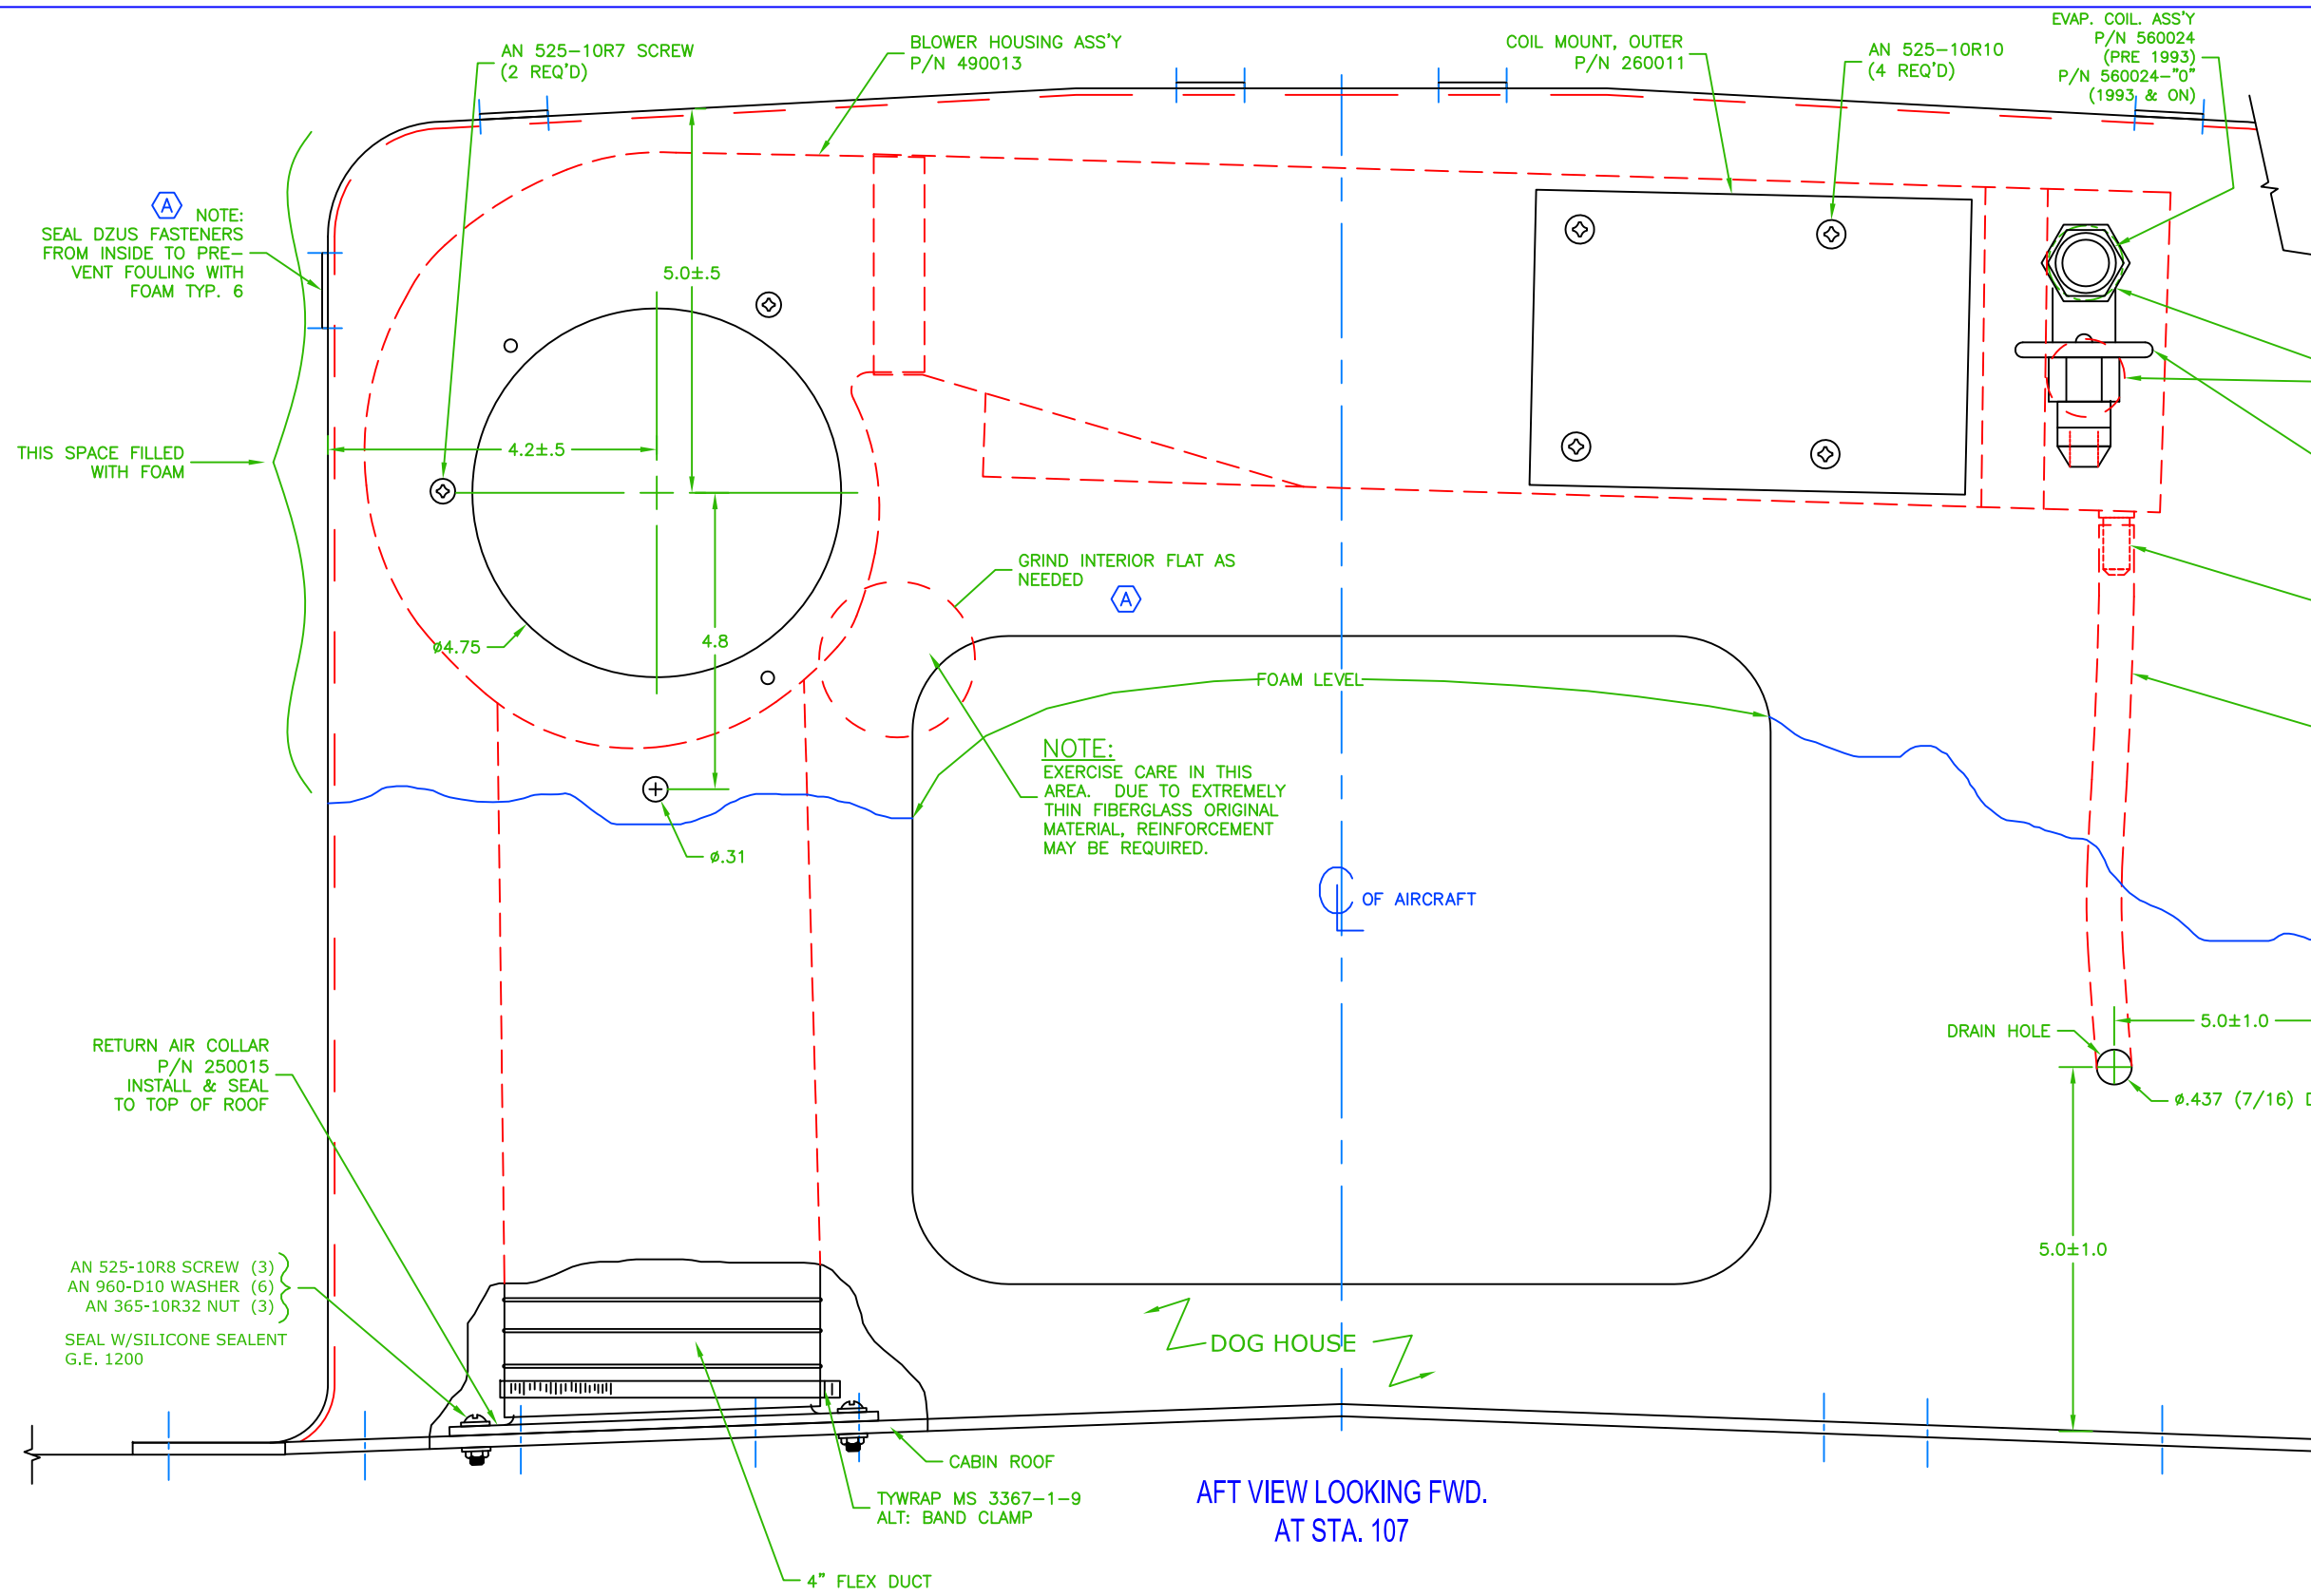 AN 525-10R7 SCREW
(2 REQ'D)
BLOWER HOUSING ASS'Y
P/N 490013
COIL MOUNT, OUTER
P/N 260011
AN 525-10R10
(4 REQ'D)
EVAP. COIL. ASS'Y
P/N 560024
(PRE 1993)
P/N 560024-"0"
(1993 & ON)
A
NOTE:
SEAL DZUS FASTENERS
FROM INSIDE TO PRE-
VENT FOULING WITH
FOAM TYP. 6
5.0±.5
THIS SPACE FILLED
WITH FOAM
4.2±.5
GRIND INTERIOR FLAT AS
NEEDED
A
ø4.75
4.8
FOAM LEVEL
NOTE:
EXERCISE CARE IN THIS
AREA. DUE TO EXTREMELY
THIN FIBERGLASS ORIGINAL
MATERIAL, REINFORCEMENT
MAY BE REQUIRED.
ø.31
CL OF AIRCRAFT
RETURN AIR COLLAR
P/N 250015
INSTALL & SEAL
TO TOP OF ROOF
DRAIN HOLE
5.0±1.0
ø.437 (7/16) D
5.0±1.0
AN 525-10R8 SCREW (3)
AN 960-D10 WASHER (6)
AN 365-10R32 NUT (3)
SEAL W/SILICONE SEALENT
G.E. 1200
DOG HOUSE
CABIN ROOF
TYWRAP MS 3367-1-9
ALT: BAND CLAMP
AFT VIEW LOOKING FWD.
AT STA. 107
4" FLEX DUCT